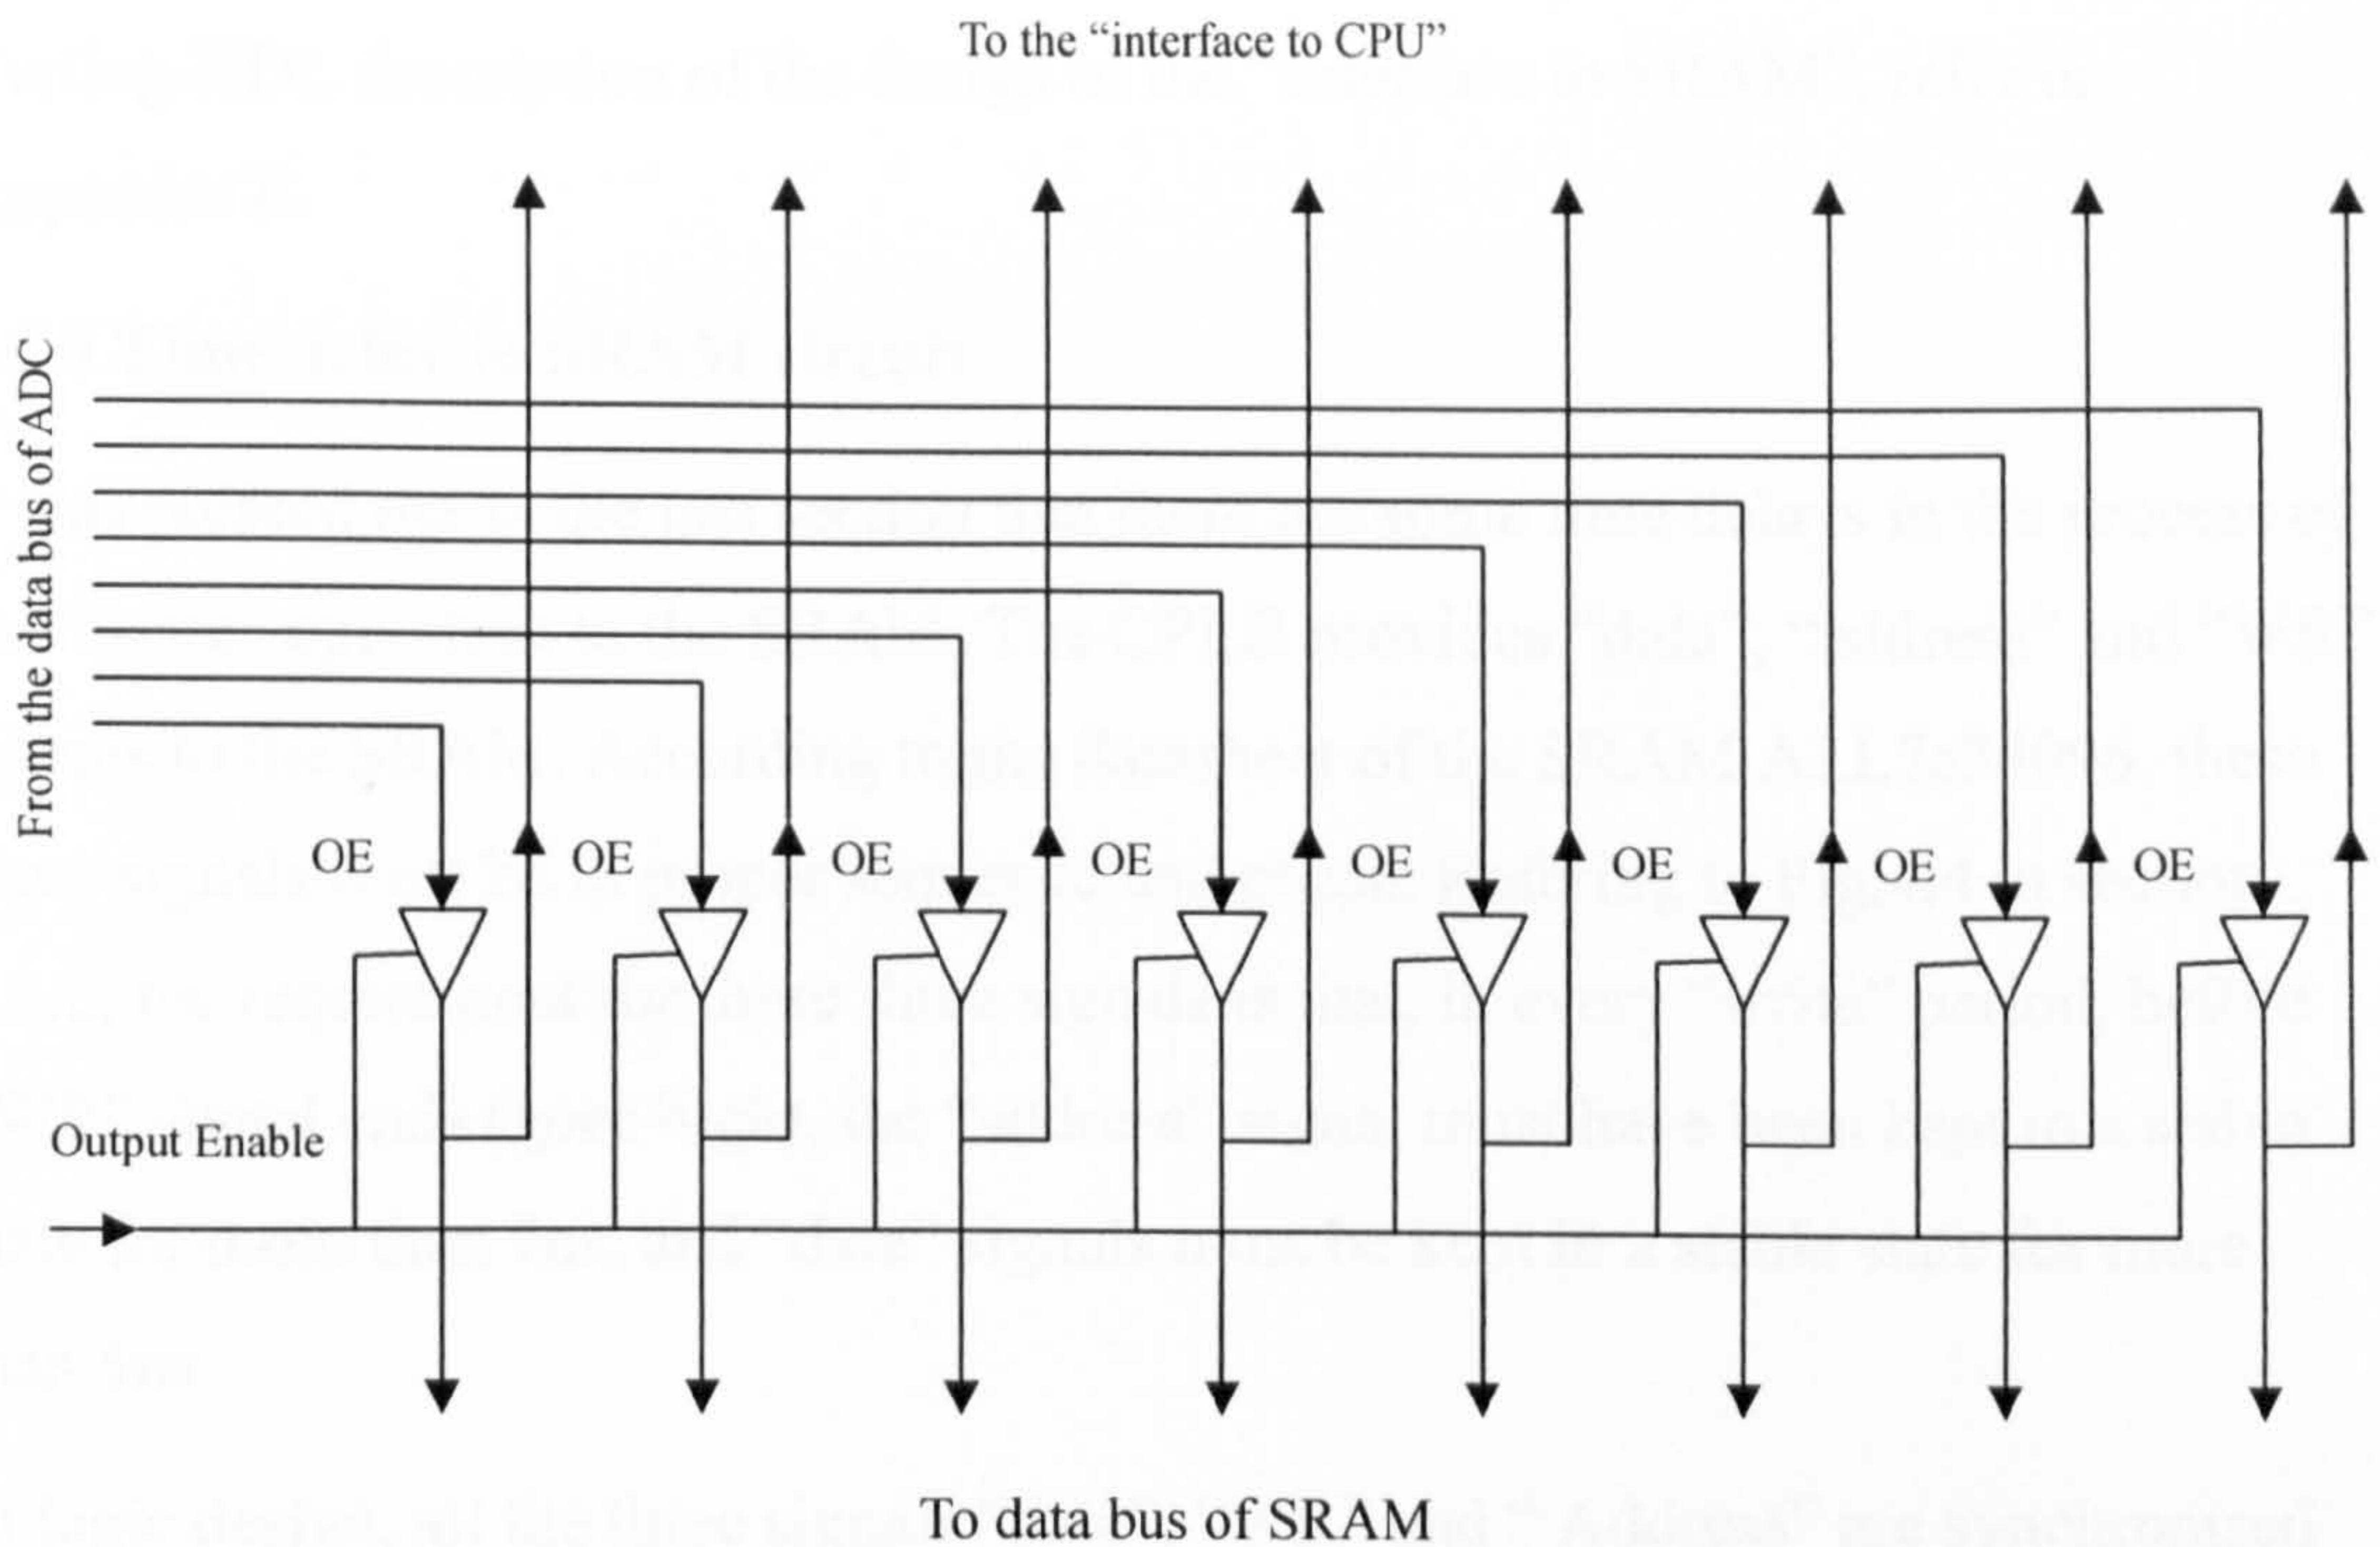 To the “interface to CPU”
From the data bus of ADC
OE OE OE OE OE OE OE OE
Output Enable
To data bus of SRAM